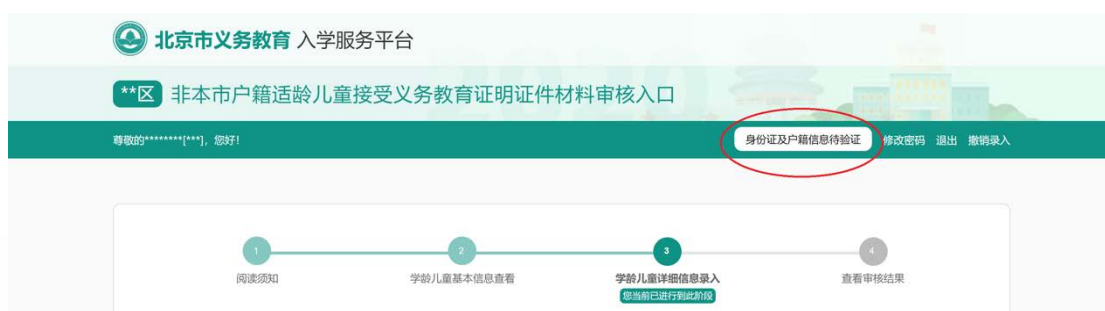 北京市义务教育 入学服务平台
**区 非本市户籍适龄儿童接受义务教育证明证件材料审核入口
尊敬的********[***]，您好！ 身份证及户籍信息待验证 修改密码 退出 撤销录入
1 2 3 4
阅读须知 学龄儿童基本信息查看 学龄儿童详细信息录入 查看审核结果
您当前已进行到此阶段